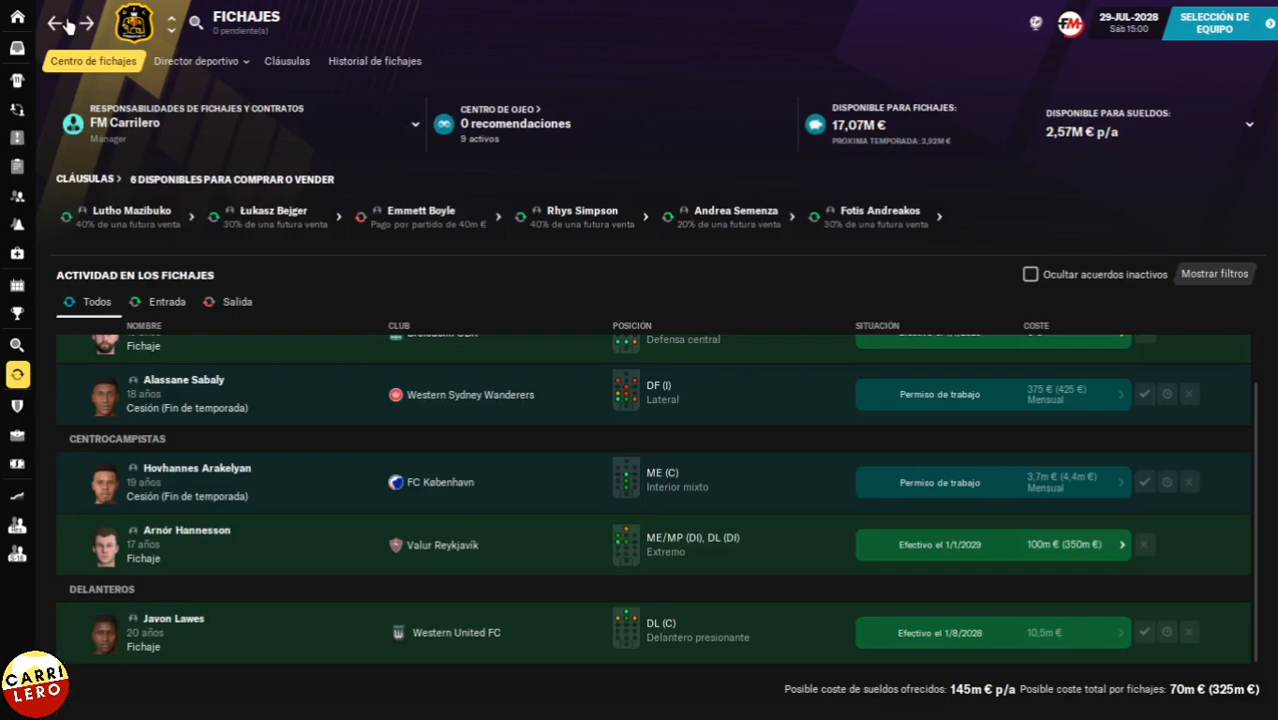 FICHAJES
0 pendiente(s)
29-JUL-2028
Sáb 15:00
SELECCIÓN DE
EQUIPO
Centro de fichajes
Director deportivo
Cláusulas
Historial de fichajes
RESPONSABILIDADES DE FICHAJES Y CONTRATOS
FM Carrilero
Mánager
CENTRO DE OJEO
0 recomendaciones
9 activos
DISPONIBLE PARA FICHAJES:
17,07M €
PRÓXIMA TEMPORADA: 3,92M €
DISPONIBLE PARA SUELDOS:
2,57M € p/a
CLÁUSULAS 6 DISPONIBLES PARA COMPRAR O VENDER
Lutho Mazibuko
40% de una futura venta
Łukasz Bejger
30% de una futura venta
Emmett Boyle
Pago por partido de 40m €
Rhys Simpson
40% de una futura venta
Andrea Semenza
20% de una futura venta
Fotis Andreakos
30% de una futura venta
ACTIVIDAD EN LOS FICHAJES
Ocultar acuerdos inactivos
Mostrar filtros
Todos
Entrada
Salida
NOMBRE
CLUB
POSICIÓN
SITUACIÓN
COSTE
Fichaje
Defensa central
Alassane Sabaly
18 años
Cesión (Fin de temporada)
Western Sydney Wanderers
DF (I)
Lateral
Permiso de trabajo
375 € (425 €)
Mensual
CENTROCAMPISTAS
Hovhannes Arakelyan
19 años
Cesión (Fin de temporada)
FC København
ME (C)
Interior mixto
Permiso de trabajo
3,7m € (4,4m €)
Mensual
Arnór Hannesson
17 años
Fichaje
Valur Reykjavík
ME/MP (DI), DL (DI)
Extremo
Efectivo el 1/1/2029
100m € (350m €)
DELANTEROS
Javon Lawes
20 años
Fichaje
Western United FC
DL (C)
Delantero presionante
Efectivo el 1/8/2028
10,5m €
Posible coste de sueldos ofrecidos: 145m € p/a Posible coste total por fichajes: 70m € (325m €)
CARRI
LERO